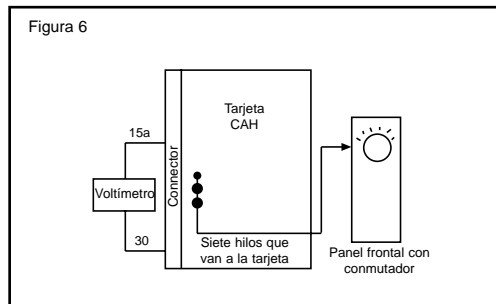 Figura 6
Tarjeta
CAH
15a
Connector
Voltímetro
30
Siete hilos que
van a la tarjeta
Panel frontal con
conmutador